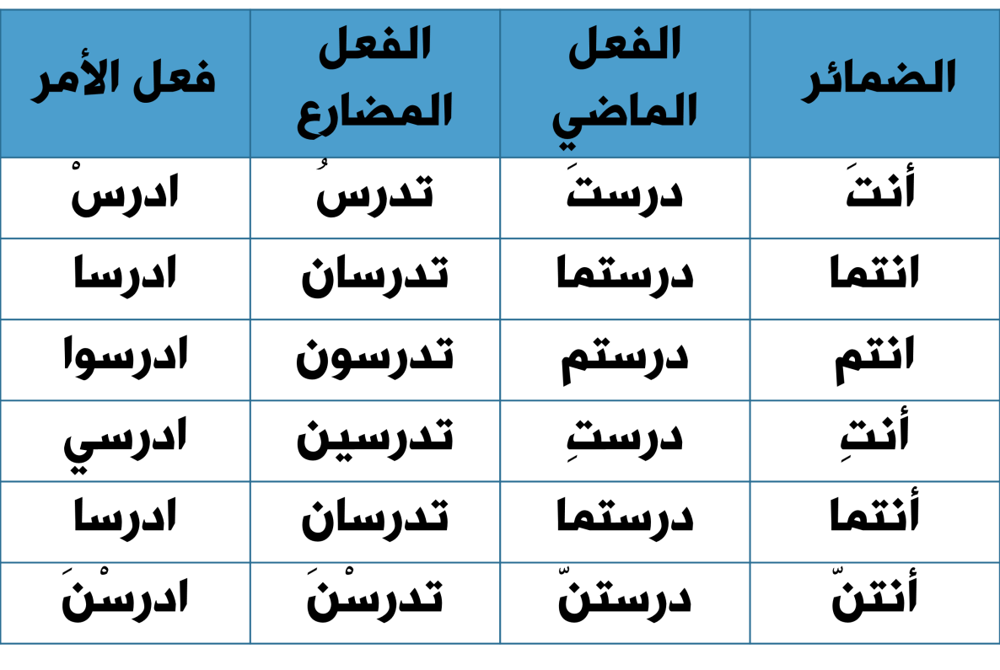 الضمائر الفعل الماضي الفعل المضارع فعل الأمر
أنتَ درستَ تدرسُ ادرسْ
انتما درستما تدرسان ادرسا
انتم درستم تدرسون ادرسوا
أنتِ درستِ تدرسين ادرسي
أنتما درستما تدرسان ادرسا
أنتنّ درستنّ تدرسْنَ ادرسْنَ